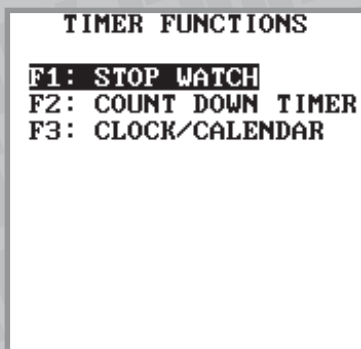 TIMER FUNCTIONS
F1: STOP WATCH
F2: COUNT DOWN TIMER
F3: CLOCK/CALENDAR